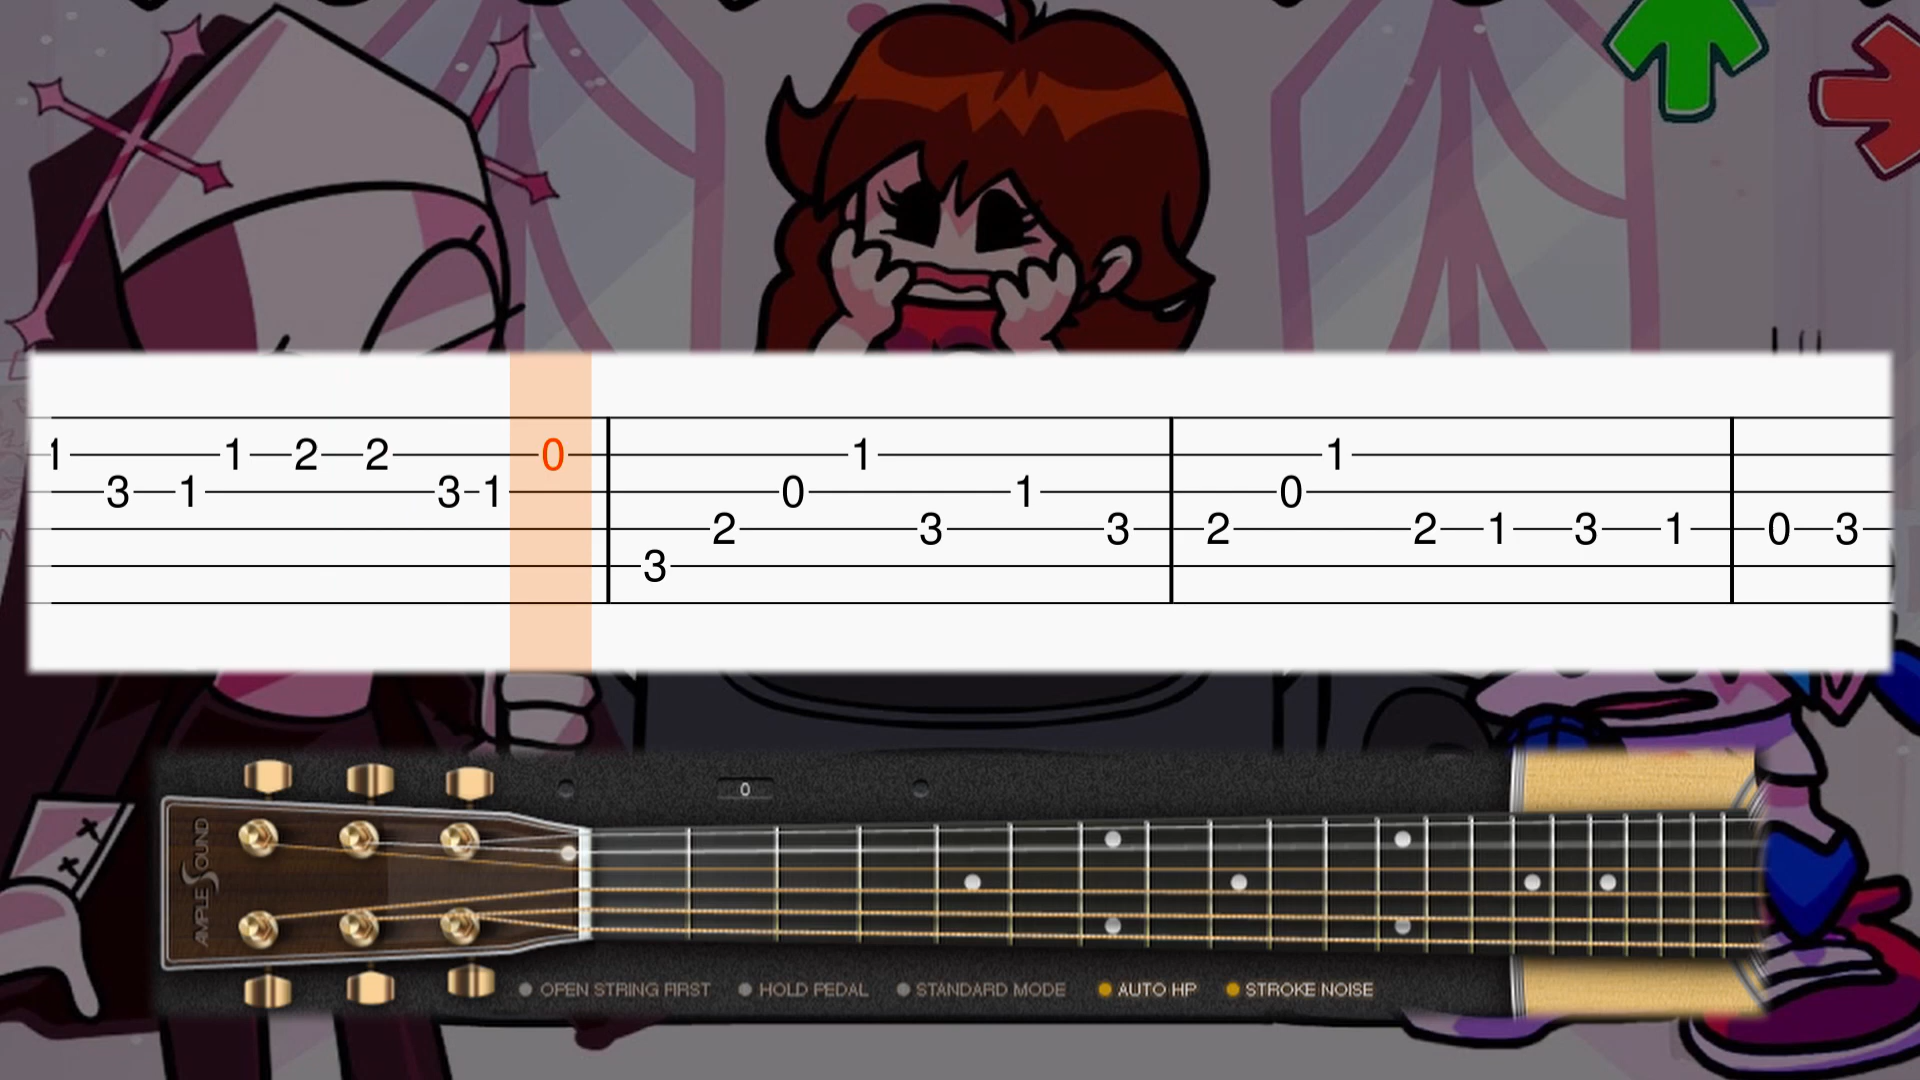 1 1 2 2 0 1 1
3 1 3 1 0 1 0
2 3 3 2 2 1 3 1 0 3
3
0
AMPLE SOUND
OPEN STRING FIRST HOLD PEDAL STANDARD MODE AUTO HP STROKE NOISE